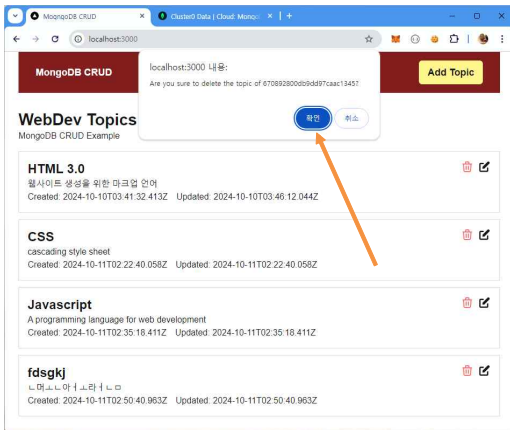 MoqnqoDB CRUD
Cluster0 Data | Cloud: Mongo
localhost:3000
MongoDB CRUD
localhost:3000 내용:
Are you sure to delete the topic of 670892800db9dd97caac1345?
확인
취소
Add Topic
WebDev Topics
MongoDB CRUD Example
HTML 3.0
웹사이트 생성을 위한 마크업 언어
Created: 2024-10-10T03:41:32.413Z Updated: 2024-10-10T03:46:12.044Z
CSS
cascading style sheet
Created: 2024-10-11T02:22:40.058Z Updated: 2024-10-11T02:22:40.058Z
Javascript
A programming language for web development
Created: 2024-10-11T02:35:18.411Z Updated: 2024-10-11T02:35:18.411Z
fdsgkj
ㄴ머ㅗㄴ아ㅓㅗ라ㅓㄴㅁ
Created: 2024-10-11T02:50:40.963Z Updated: 2024-10-11T02:50:40.963Z